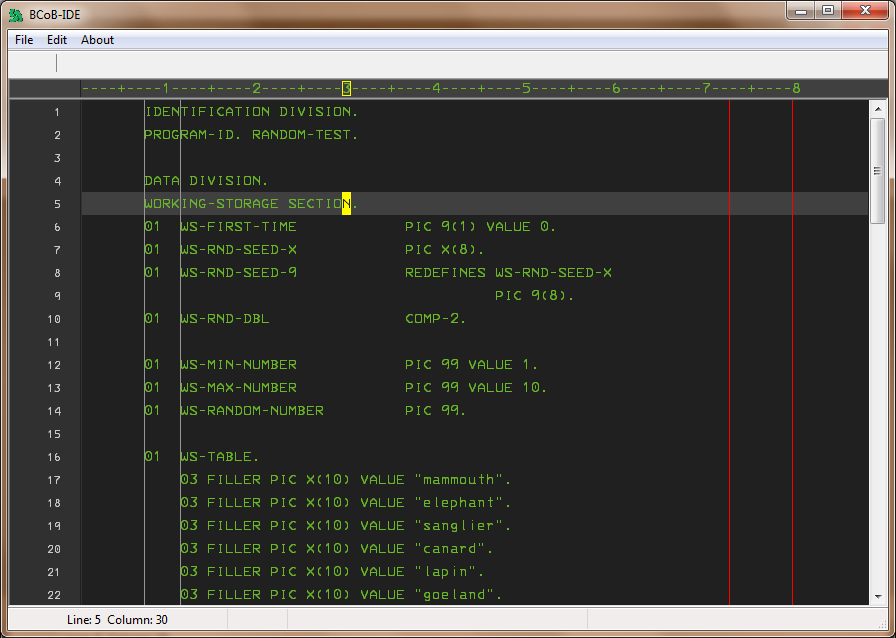 BCoB-IDE
File Edit About
----+----1----+----2----+----3----+----4----+----5----+----6----+----7----+----8
1 IDENTIFICATION DIVISION.
2 PROGRAM-ID. RANDOM-TEST.
3
4 DATA DIVISION.
5 WORKING-STORAGE SECTION.
6 01 WS-FIRST-TIME PIC 9(1) VALUE 0.
7 01 WS-RND-SEED-X PIC X(8).
8 01 WS-RND-SEED-9 REDEFINES WS-RND-SEED-X
9 PIC 9(8).
10 01 WS-RND-DBL COMP-2.
11
12 01 WS-MIN-NUMBER PIC 99 VALUE 1.
13 01 WS-MAX-NUMBER PIC 99 VALUE 10.
14 01 WS-RANDOM-NUMBER PIC 99.
15
16 01 WS-TABLE.
17 03 FILLER PIC X(10) VALUE "mammouth".
18 03 FILLER PIC X(10) VALUE "elephant".
19 03 FILLER PIC X(10) VALUE "sanglier".
20 03 FILLER PIC X(10) VALUE "canard".
21 03 FILLER PIC X(10) VALUE "lapin".
22 03 FILLER PIC X(10) VALUE "goeland".
Line: 5 Column: 30